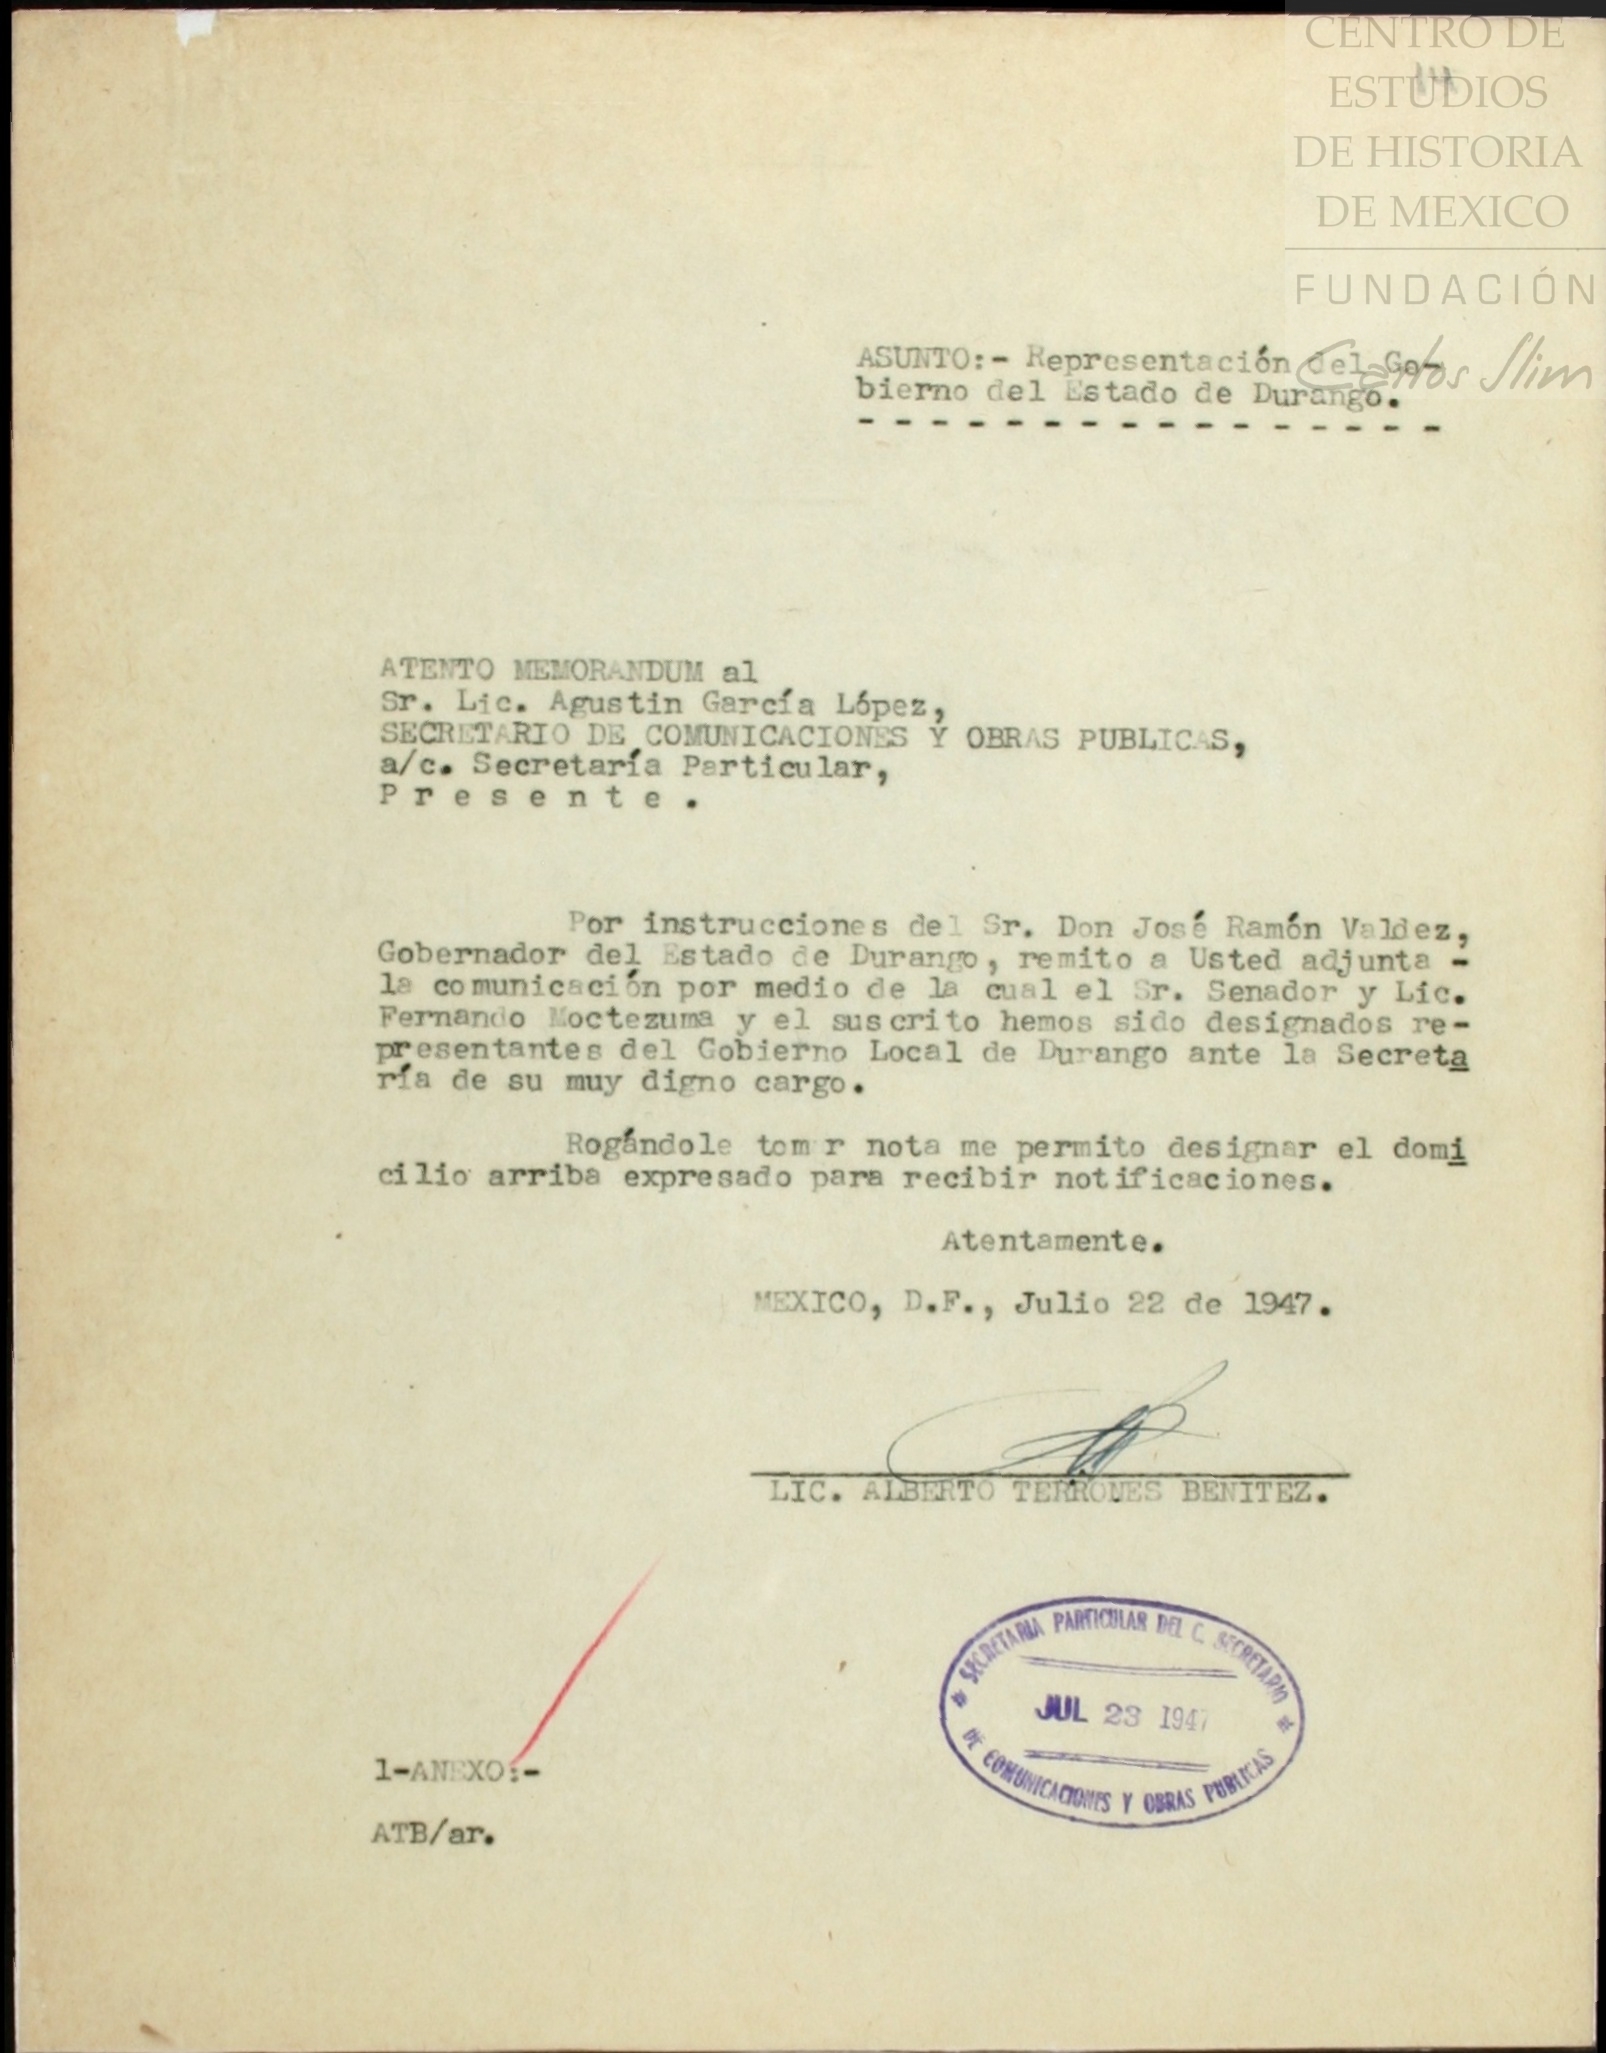 CENTRO DE
ESTUDIOS
DE HISTORIA
DE MEXICO
FUNDACIÓN
Carlos Slim
14
ASUNTO:- Representación del Go-
bierno del Estado de Durango.
- - - - - - - - - - - - - - - -
ATENTO MEMORANDUM al
Sr. Lic. Agustin García López,
SECRETARIO DE COMUNICACIONES Y OBRAS PUBLICAS,
a/c. Secretaría Particular,
P r e s e n t e .
Por instrucciones del Sr. Don José Ramón Valdez,
Gobernador del Estado de Durango, remito a Usted adjunta -
la comunicación por medio de la cual el Sr. Senador y Lic.
Fernando Moctezuma y el suscrito hemos sido designados re-
presentantes del Gobierno Local de Durango ante la Secreta
ría de su muy digno cargo.
Rogándole tomar nota me permito designar el domi
cilio arriba expresado para recibir notificaciones.
Atentamente.
MEXICO, D.F., Julio 22 de 1947.
LIC. ALBERTO TERRONES BENITEZ.
SECRETARIA PARTICULAR DEL C. SECRETARIO
JUL 23 1947
DE COMUNICACIONES Y OBRAS PUBLICAS
1-ANEXO:-
ATB/ar.